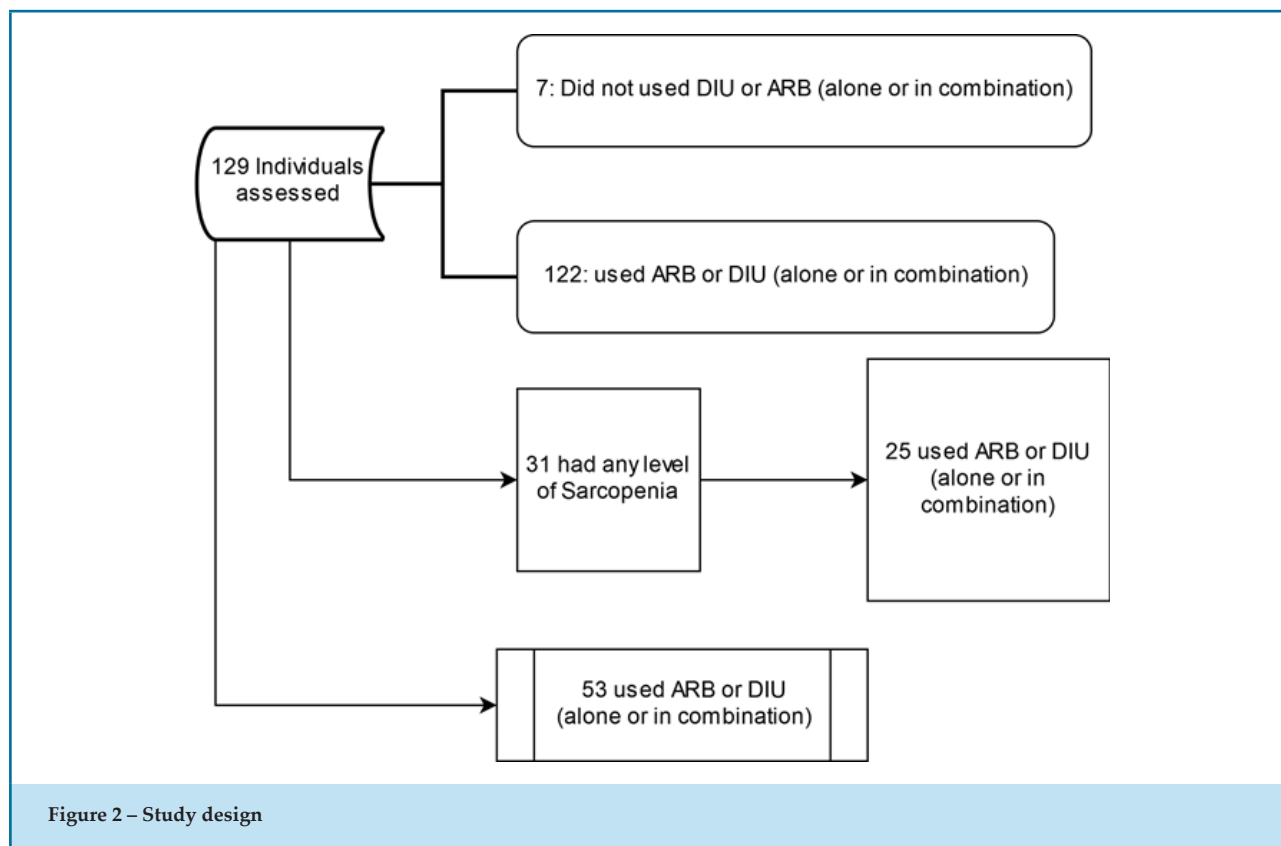 7: Did not used DIU or ARB (alone or in combination)
129 Individuals
assessed
122: used ARB or DIU (alone or in combination)
31 had any level
of Sarcopenia
25 used ARB or DIU
(alone or in
combination)
53 used ARB or DIU
(alone or in combination)
Figure 2 – Study design